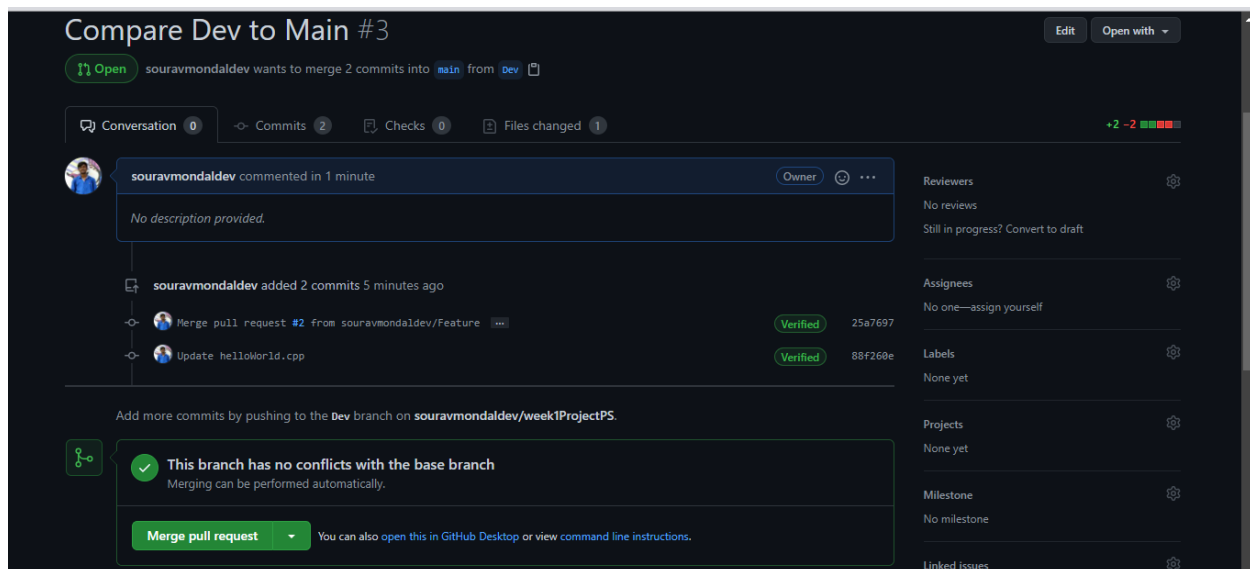 Compare Dev to Main #3
Edit
Open with
Open
souravmondaldev wants to merge 2 commits into main from Dev
Conversation 0
Commits 2
Checks 0
Files changed 1
+2 −2
souravmondaldev commented in 1 minute
Owner
No description provided.
souravmondaldev added 2 commits 5 minutes ago
Merge pull request #2 from souravmondaldev/Feature ...
Verified
25a7697
Update helloWorld.cpp
Verified
88f260e
Add more commits by pushing to the Dev branch on souravmondaldev/week1ProjectPS.
This branch has no conflicts with the base branch
Merging can be performed automatically.
Merge pull request
You can also open this in GitHub Desktop or view command line instructions.
Reviewers
No reviews
Still in progress? Convert to draft
Assignees
No one—assign yourself
Labels
None yet
Projects
None yet
Milestone
No milestone
Linked issues